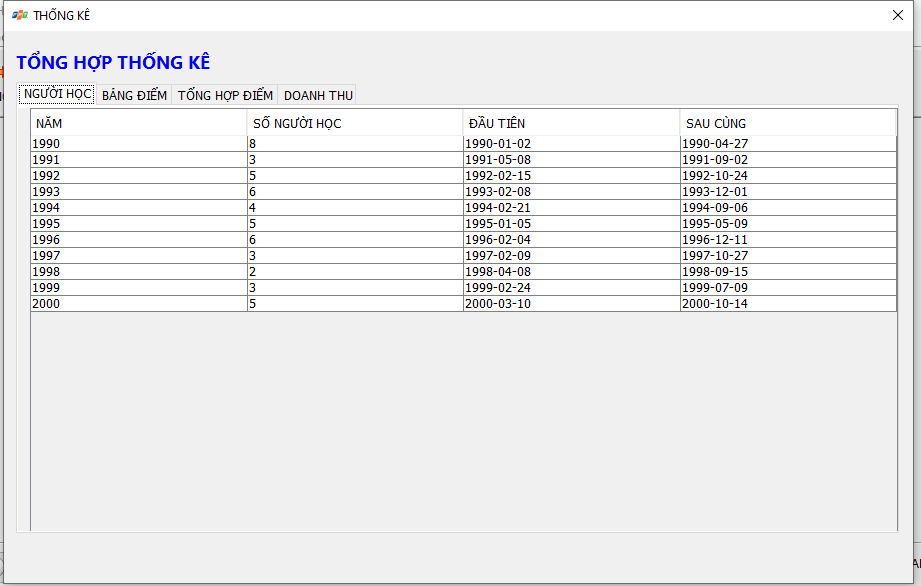 THỐNG KÊ
TỔNG HỢP THỐNG KÊ
NGƯỜI HỌC BẢNG ĐIỂM TỔNG HỢP ĐIỂM DOANH THU
NĂM SỐ NGƯỜI HỌC ĐẦU TIÊN SAU CÙNG
1990 8 1990-01-02 1990-04-27
1991 3 1991-05-08 1991-09-02
1992 5 1992-02-15 1992-10-24
1993 6 1993-02-08 1993-12-01
1994 4 1994-02-21 1994-09-06
1995 5 1995-01-05 1995-05-09
1996 6 1996-02-04 1996-12-11
1997 3 1997-02-09 1997-10-27
1998 2 1998-04-08 1998-09-15
1999 3 1999-02-24 1999-07-09
2000 5 2000-03-10 2000-10-14